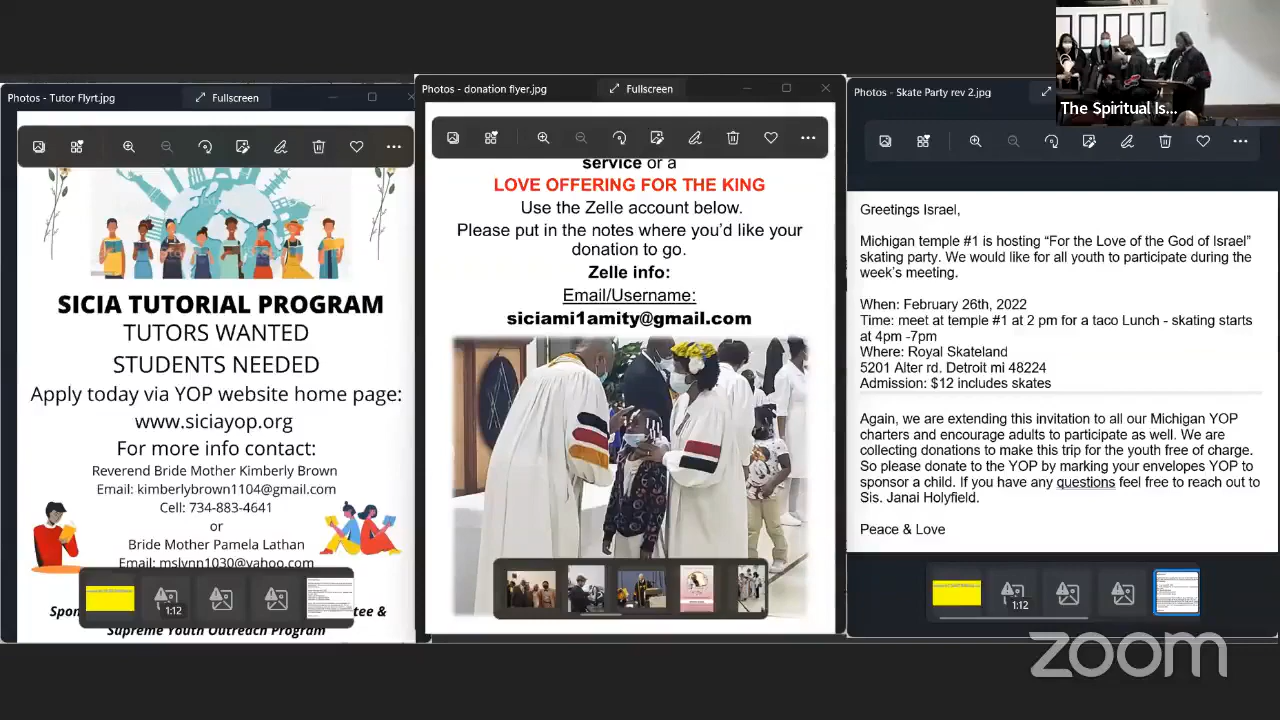 The Spiritual Is...
Photos - Tutor Flyrt.jpg
Fullscreen
SICIA TUTORIAL PROGRAM
TUTORS WANTED
STUDENTS NEEDED
Apply today via YOP website home page:
www.siciayop.org
For more info contact:
Reverend Bride Mother Kimberly Brown
Email: kimberlybrown1104@gmail.com
Cell: 734-883-4641
or
Bride Mother Pamela Lathan
Email: mslynn1030@yahoo.com
1:12
Supreme Youth Outreach Program
Photos - donation flyer.jpg
Fullscreen
service or a
LOVE OFFERING FOR THE KING
Use the Zelle account below.
Please put in the notes where you'd like your
donation to go.
Zelle info:
Email/Username:
siciami1amity@gmail.com
Photos - Skate Party rev 2.jpg
Greetings Israel,
Michigan temple #1 is hosting “For the Love of the God of Israel”
skating party. We would like for all youth to participate during the
week's meeting.
When: February 26th, 2022
Time: meet at temple #1 at 2 pm for a taco Lunch - skating starts
at 4pm -7pm
Where: Royal Skateland
5201 Alter rd. Detroit mi 48224
Admission: $12 includes skates
Again, we are extending this invitation to all our Michigan YOP
charters and encourage adults to participate as well. We are
collecting donations to make this trip for the youth free of charge.
So please donate to the YOP by marking your envelopes YOP to
sponsor a child. If you have any questions feel free to reach out to
Sis. Janai Holyfield.
Peace & Love
1:12
zoom